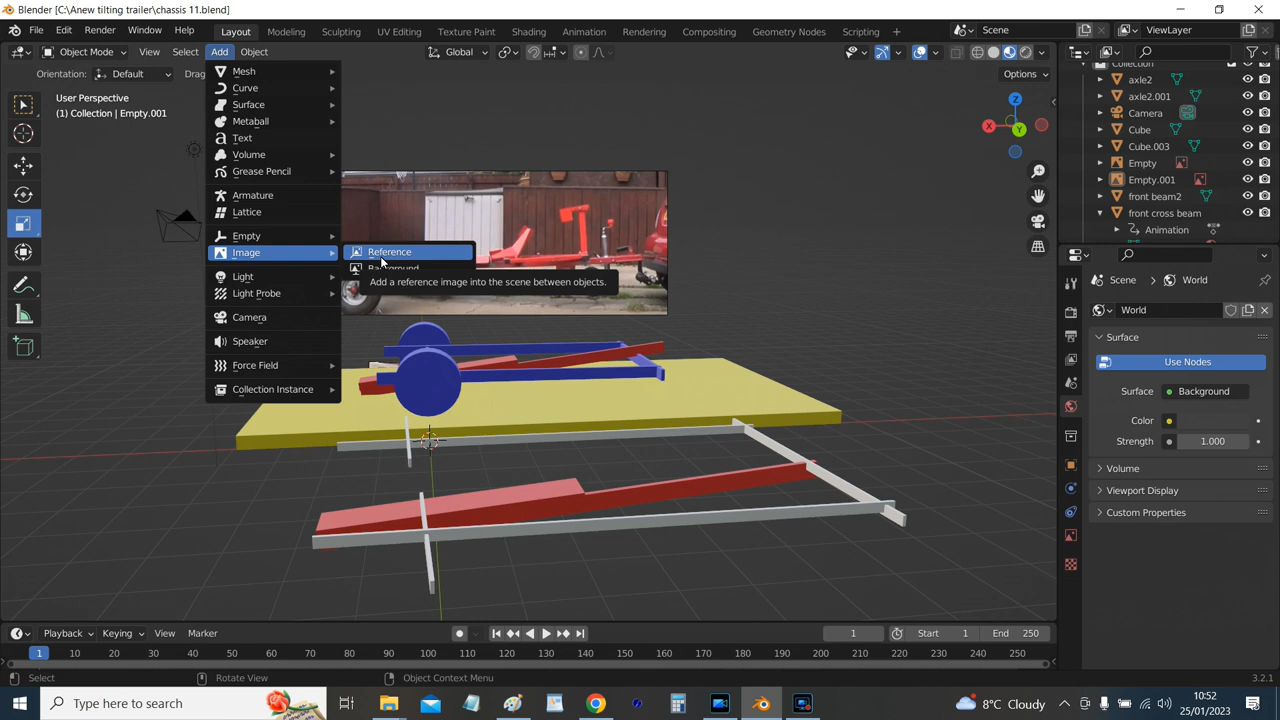 Blender [C:\Anew tilting trailer\chassis 11.blend]
File Edit Render Window Help Layout Modeling Sculpting UV Editing Texture Paint Shading Animation Rendering Compositing Geometry Nodes Scripting + Scene ViewLayer
Object Mode View Select Add Object Global
Orientation: Default Drag Options
User Perspective
(1) Collection | Empty.001
Mesh
Curve
Surface
Metaball
Text
Volume
Grease Pencil
Armature
Lattice
Empty
Image
Light
Light Probe
Camera
Speaker
Force Field
Collection Instance
Reference
Background
Add a reference image into the scene between objects.
X
Y
Z
Collection
axle2
axle2.001
Camera
Cube
Cube.003
Empty
Empty.001
front beam2
front cross beam
Animation
Scene World
World
Surface
Use Nodes
Surface Background
Color
Strength 1.000
Volume
Viewport Display
Custom Properties
Playback Keying View Marker 1 Start 1 End 250
1 10 20 30 40 50 60 70 80 90 100 110 120 130 140 150 160 170 180 190 200 210 220 230 240 250
Select Rotate View Object Context Menu 3.2.1
Type here to search 8°C Cloudy 10:52
25/01/2023